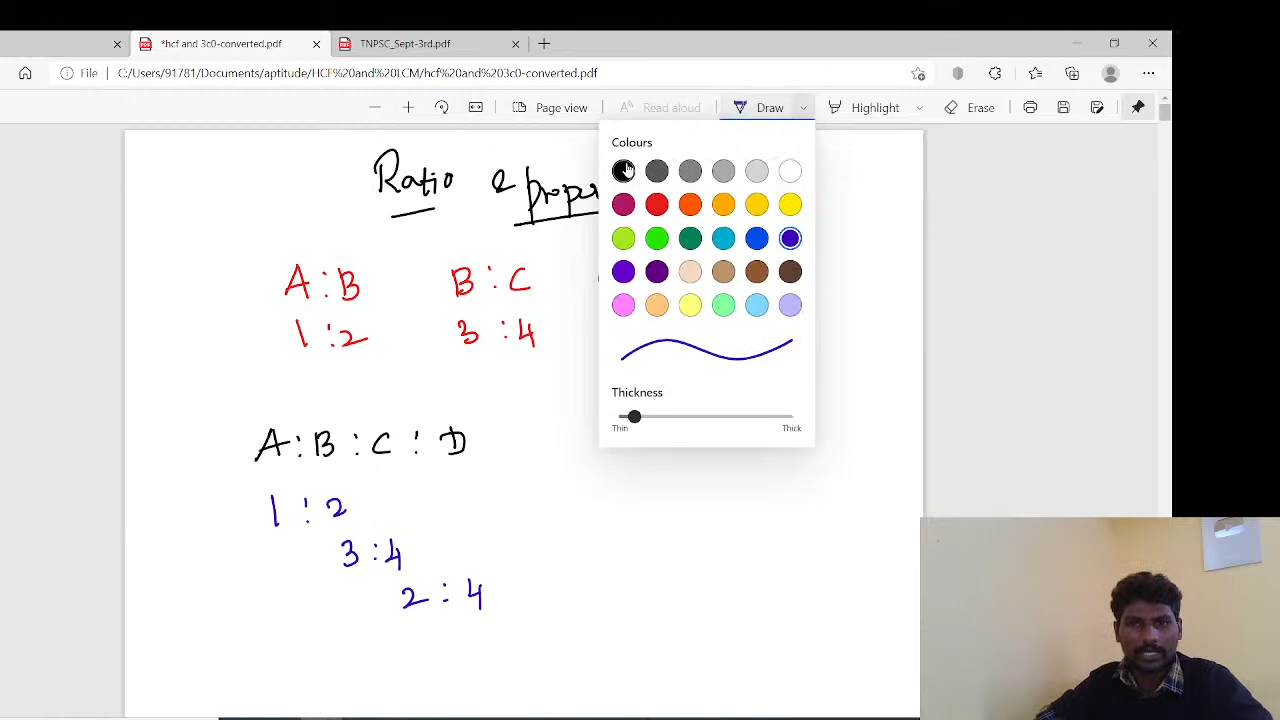 *hcf and 3c0-converted.pdf
TNPSC_Sept-3rd.pdf
File C:/Users/91781/Documents/aptitude/HCF%20and%20LCM/hcf%20and%203c0-converted.pdf
Page view Read aloud Draw Highlight Erase
Colours
Ratio &
A:B B:C
1:2 3:4
Thickness
Thin Thick
A:B:C:D
1:2
3:4
2:4